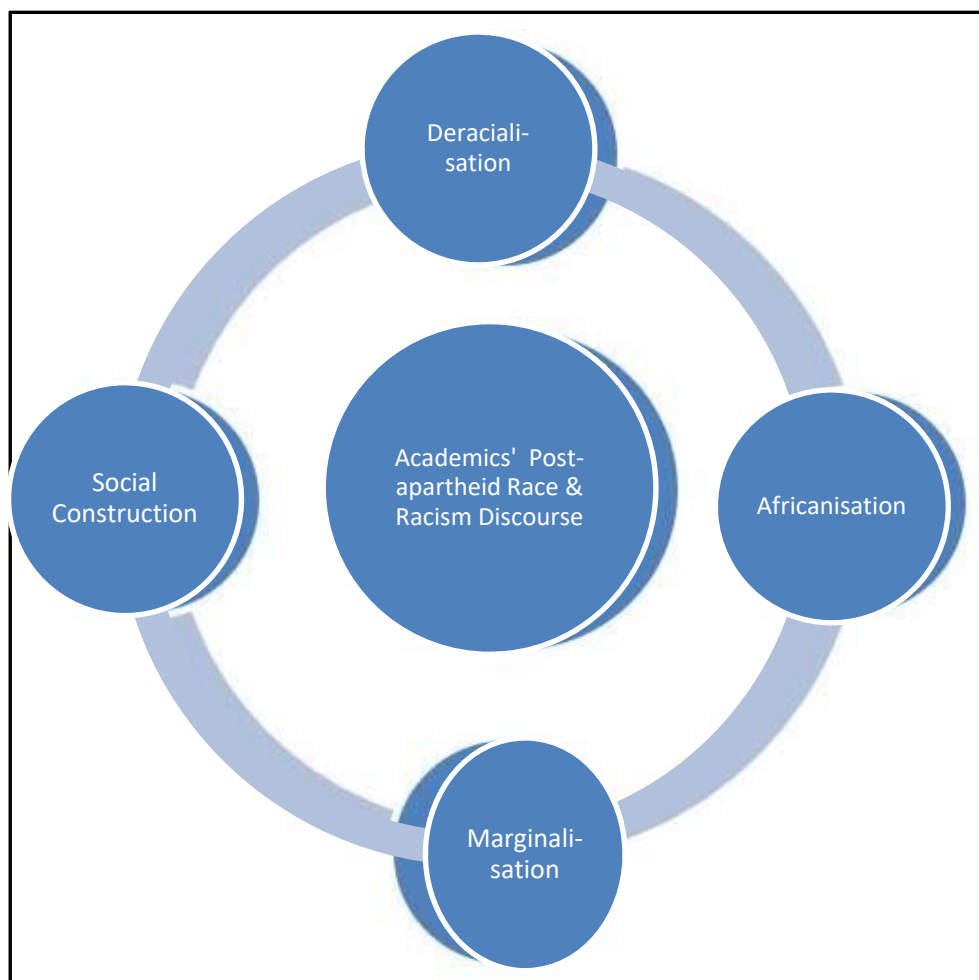 Deraciali-
sation
Academics' Post-
apartheid Race &
Racism Discourse
Social
Construction
Africanisation
Marginali-
sation